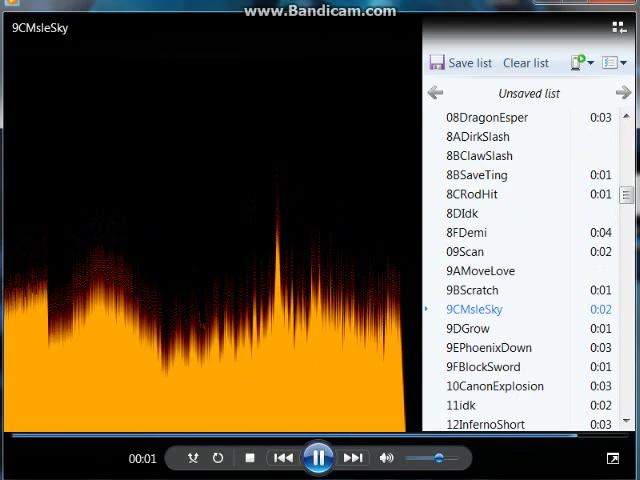 www.Bandicam.com
9CMsleSky
Save list Clear list
Unsaved list
08DragonEsper 0:03
8ADirkSlash
8BClawSlash
8BSaveTing 0:01
8CRodHit 0:01
8DIdk
8FDemi 0:04
09Scan 0:02
9AMoveLove
9BScratch 0:01
9CMsleSky 0:02
9DGrow 0:01
9EPhoenixDown 0:03
9FBlockSword 0:01
10CanonExplosion 0:03
11idk 0:02
12InfernoShort 0:03
00:01